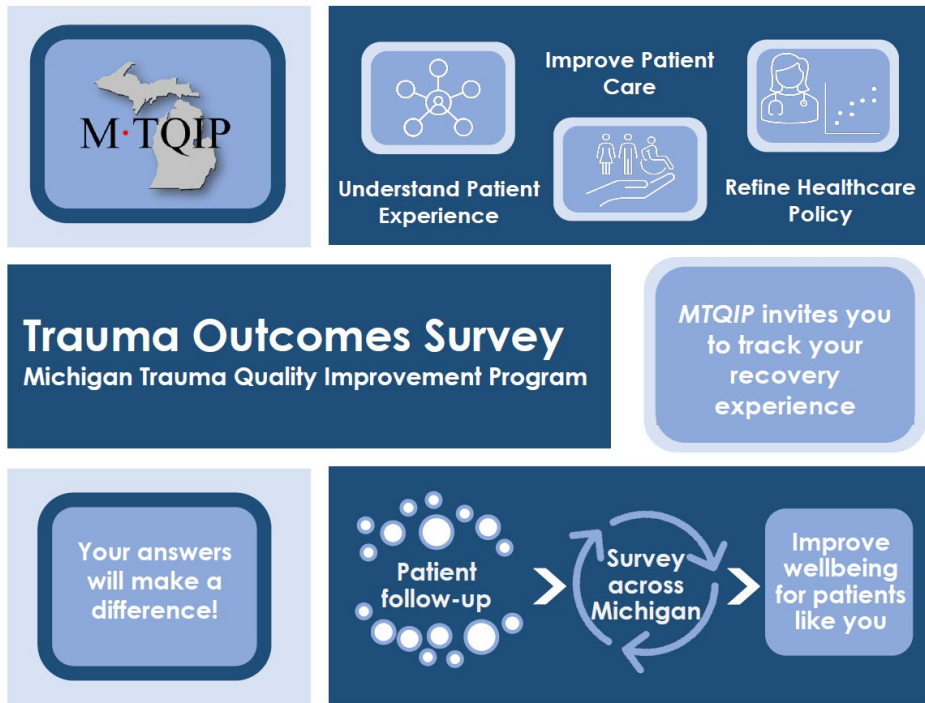 M·TQIP
Understand Patient
Experience
Improve Patient
Care
Refine Healthcare
Policy
Trauma Outcomes Survey
Michigan Trauma Quality Improvement Program
MTQIP invites you
to track your
recovery
experience
Your answers
will make a
difference!
Patient
follow-up
Survey
across
Michigan
Improve
wellbeing
for patients
like you